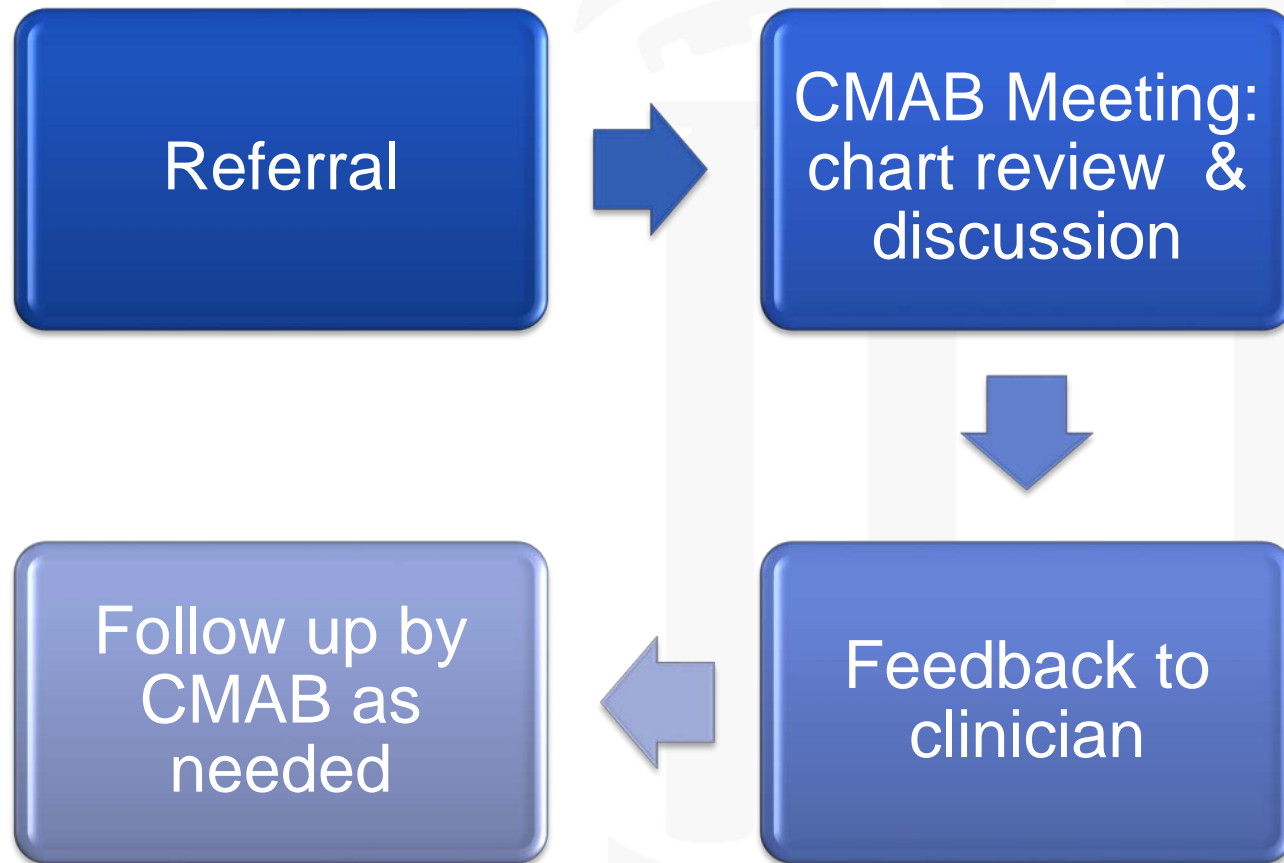 Referral
CMAB Meeting:
chart review & 
discussion
Feedback to
clinician
Follow up by
CMAB as
needed